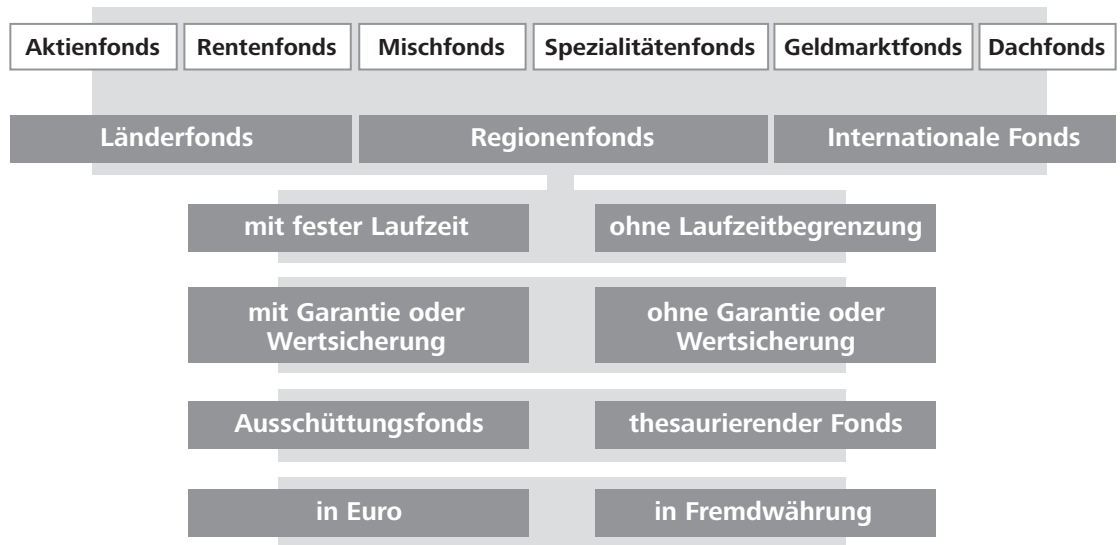 Aktienfonds Rentenfonds Mischfonds Spezialitätenfonds Geldmarktfonds Dachfonds
Länderfonds Regionenfonds Internationale Fonds
mit fester Laufzeit ohne Laufzeitbegrenzung
mit Garantie oder
Wertsicherung
ohne Garantie oder
Wertsicherung
Ausschüttungsfonds thesaurierender Fonds
in Euro in Fremdwährung